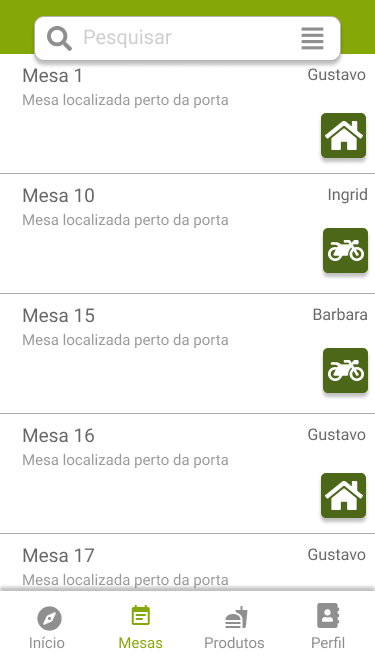 Pesquisar
Mesa 1
Gustavo
Mesa localizada perto da porta
Mesa 10
Ingrid
Mesa localizada perto da porta
Mesa 15
Barbara
Mesa localizada perto da porta
Mesa 16
Gustavo
Mesa localizada perto da porta
Mesa 17
Gustavo
Mesa localizada perto da porta
Início
Mesas
Produtos
Perfil